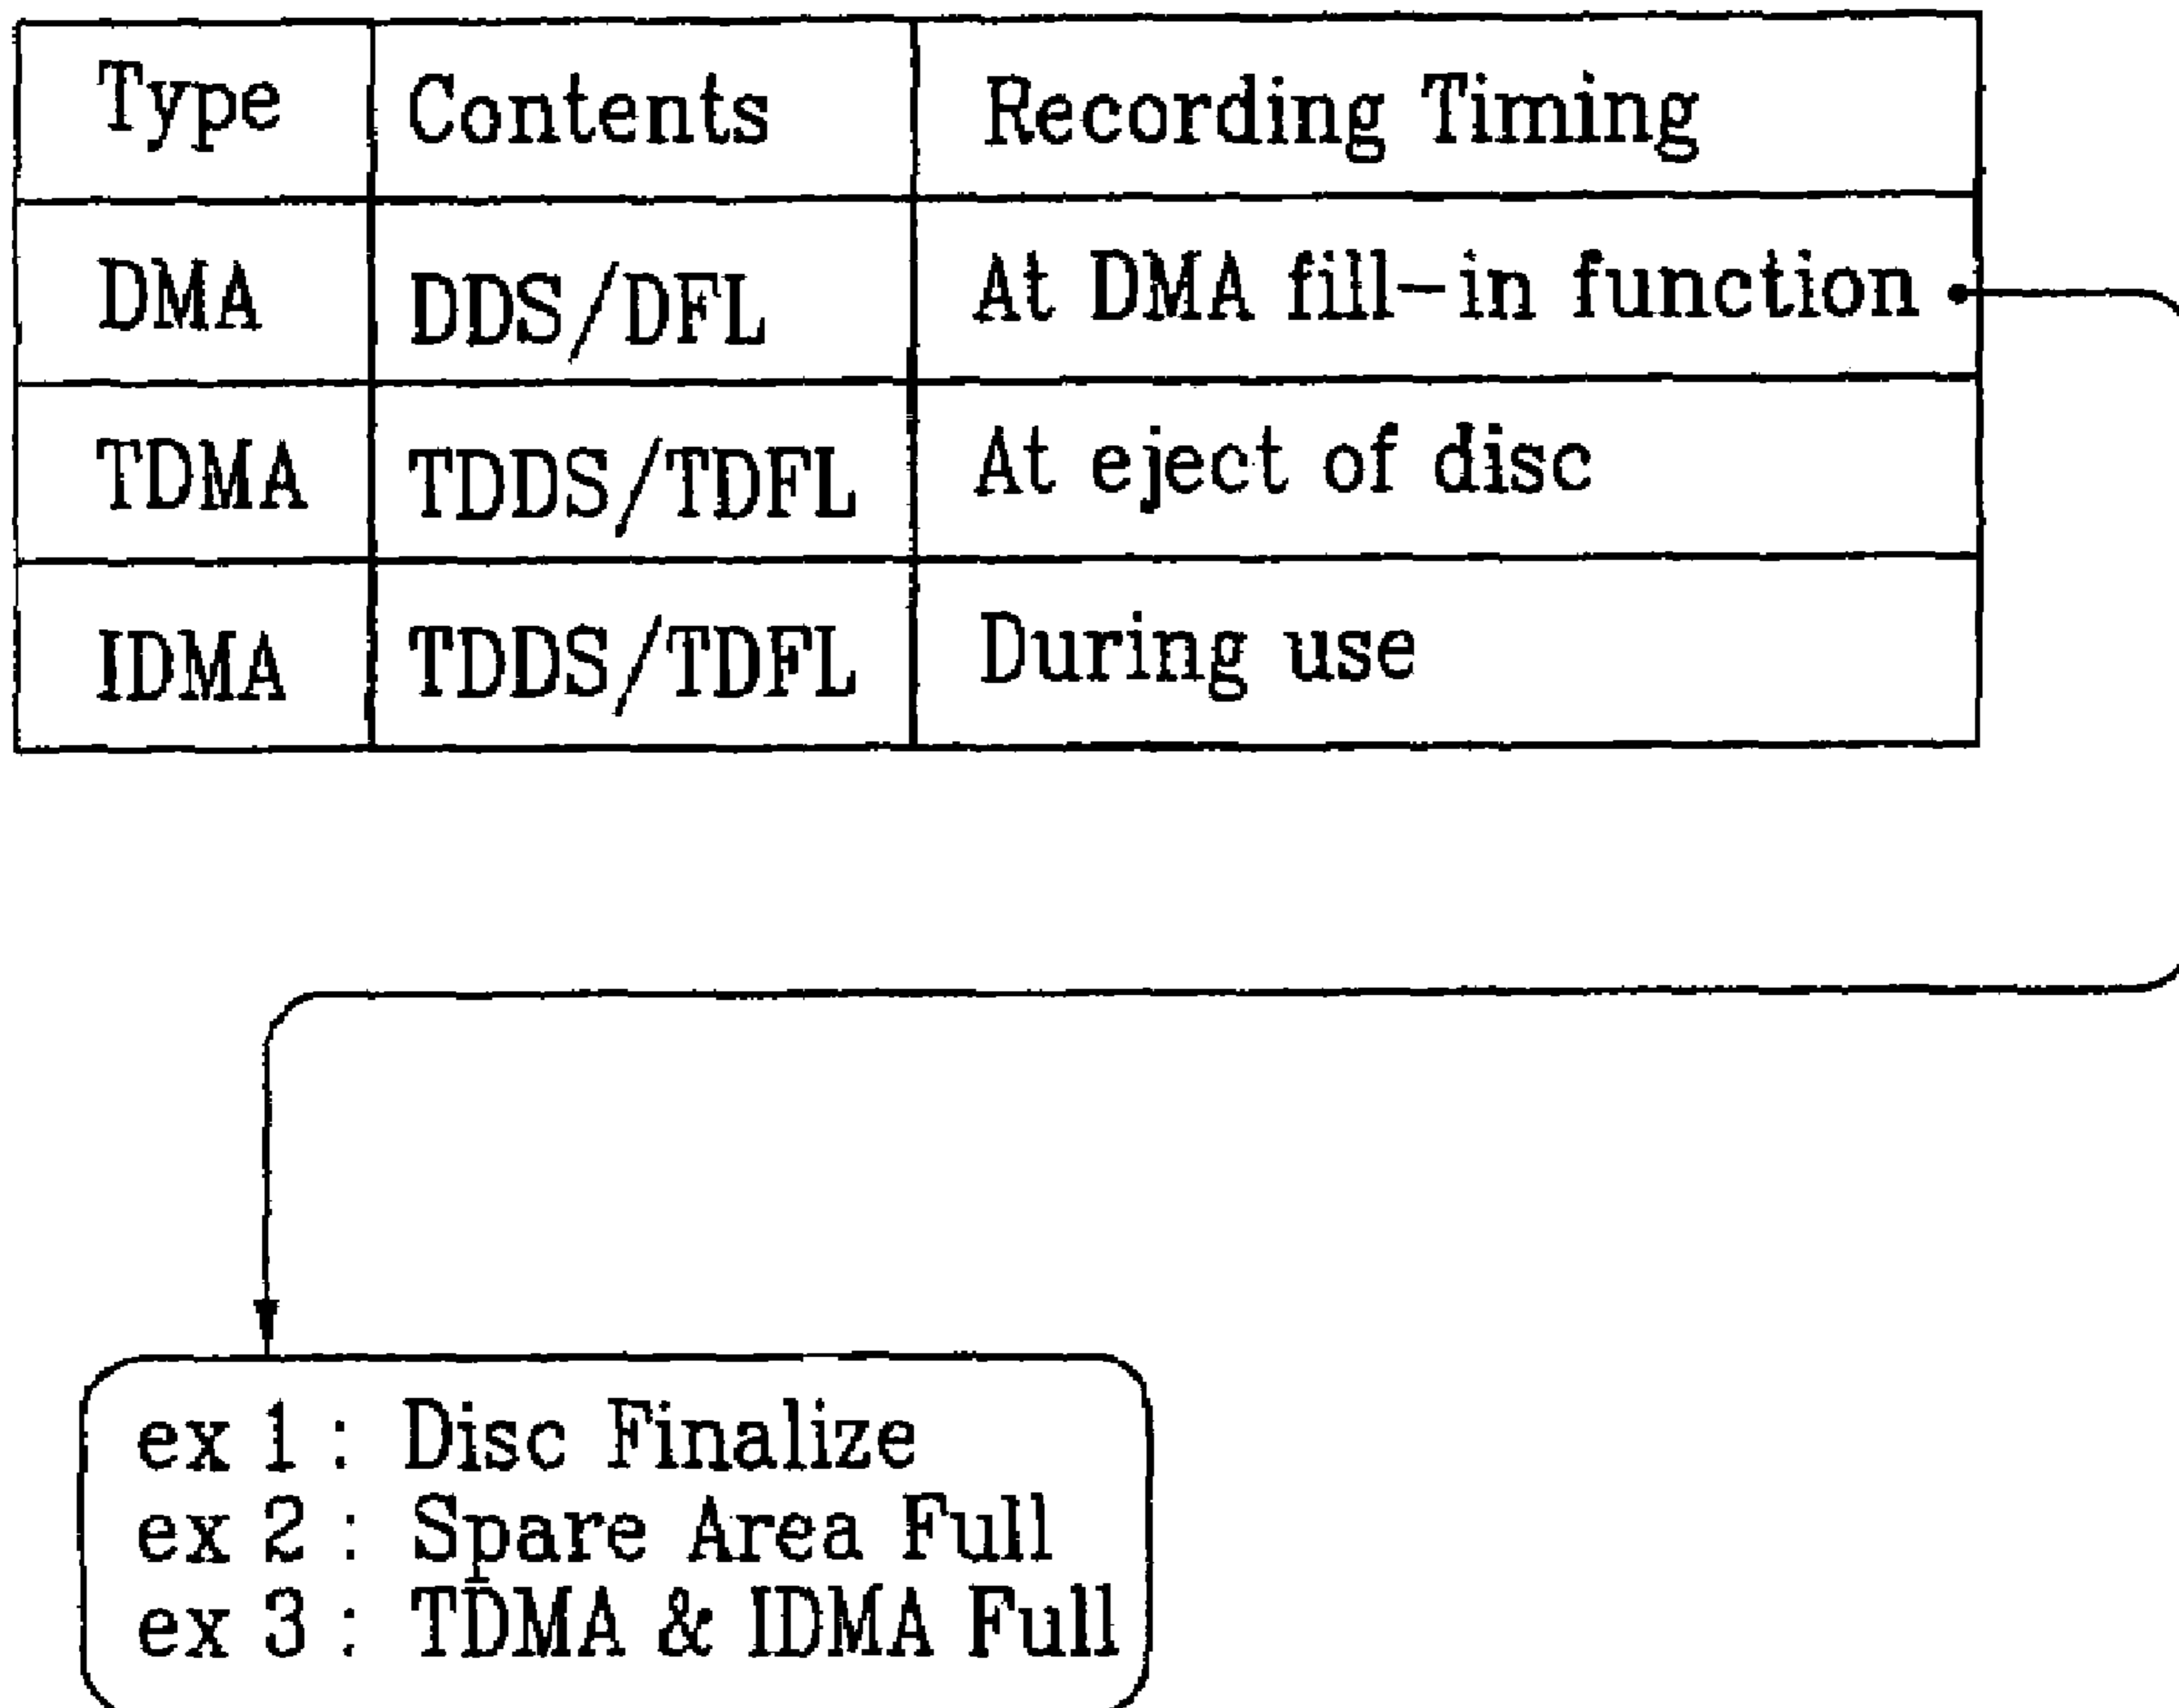 Type Contents Recording Timing
DMA DDS/DFL At DMA fill-in function
TDMA TDDS/TDFL At eject of disc
IDMA TDDS/TDFL During use
ex 1 : Disc Finalize
ex 2 : Spare Area Full
ex 3 : TDMA & IDMA Full